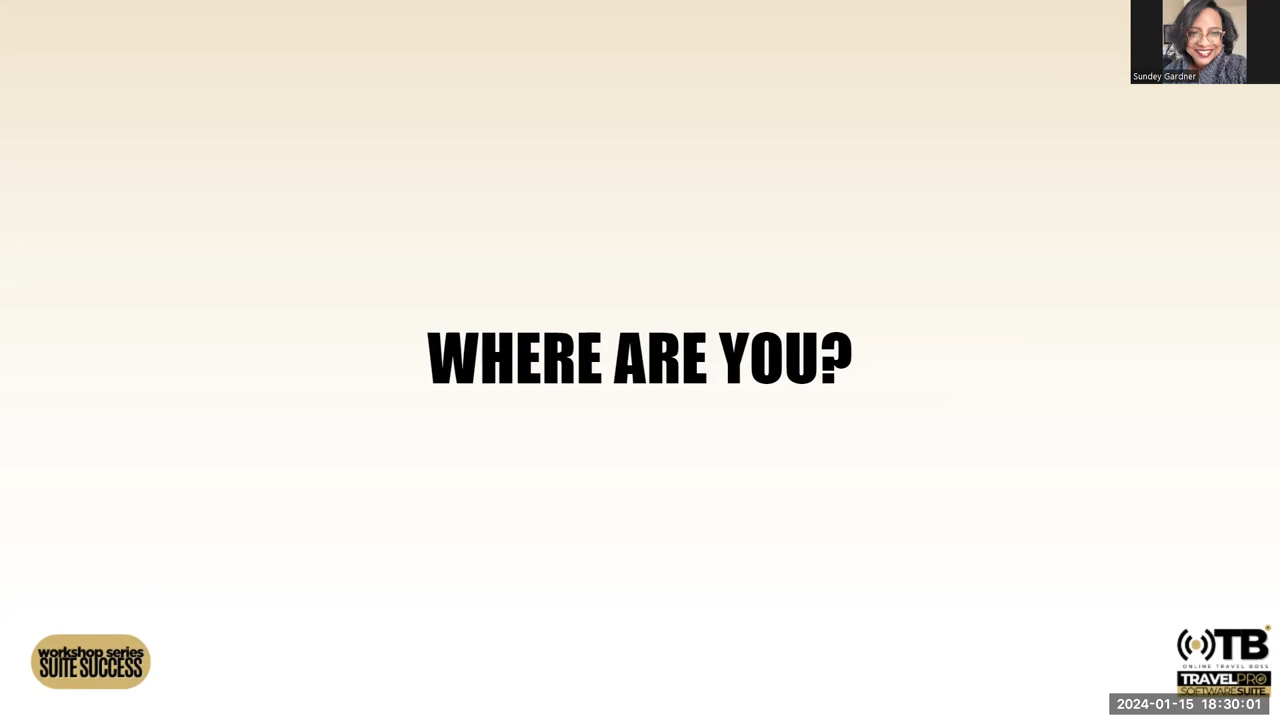 Sundey Gardner
WHERE ARE YOU?
workshop series
SUITE SUCCESS
OTB
ONLINE TRAVEL BOSS
TRAVELPRO
SOFTWARESUITE
2024-01-15 18:30:01